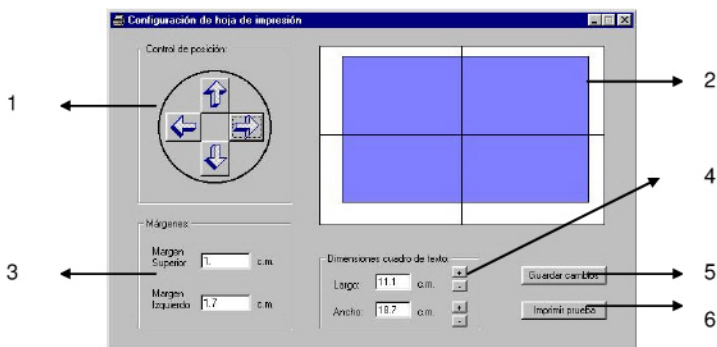 Configuración de hoja de impresión
Control de posición:
1
2
4
Márgenes:
Margen
Superior 1. c.m.
3
Margen
Izquierdo 1.7 c.m
Dimensiones cuadro de texto:
Largo: 11.1 c.m. + -
Ancho: 18.7 c.m. + -
Guardar cambios
5
Imprimir prueba
6